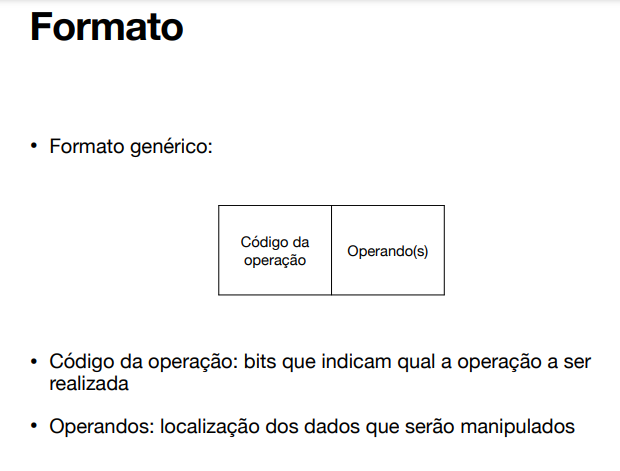 Formato
• Formato genérico:
Código da
operação
Operando(s)
• Código da operação: bits que indicam qual a operação a ser
realizada
• Operandos: localização dos dados que serão manipulados